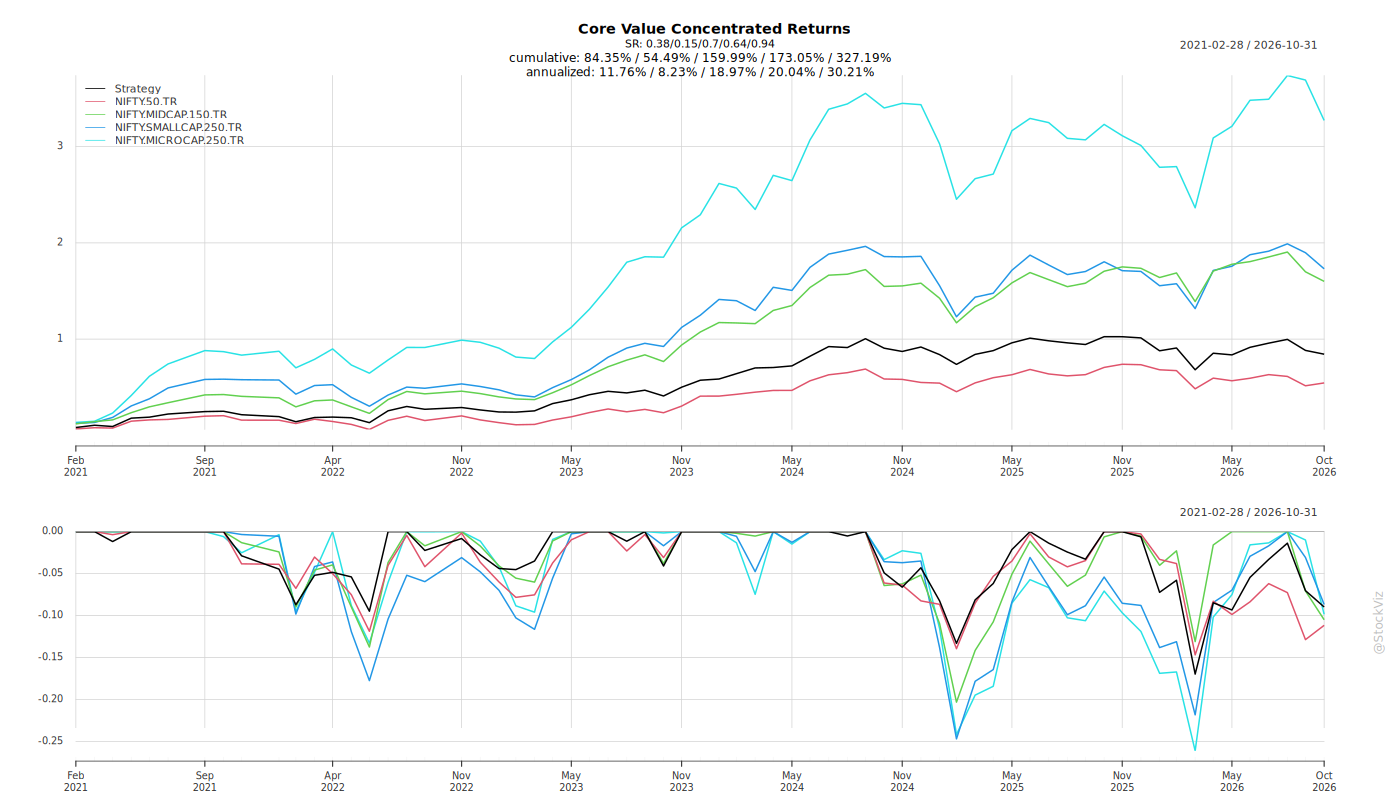 Core Value Concentrated Returns
SR: 0.38/0.15/0.7/0.64/0.94
cumulative: 84.35% / 54.49% / 159.99% / 173.05% / 327.19%
annualized: 11.76% / 8.23% / 18.97% / 20.04% / 30.21%
2021-02-28 / 2026-10-31
Strategy
NIFTY.50.TR
NIFTY.MIDCAP.150.TR
NIFTY.SMALLCAP.250.TR
NIFTY.MICROCAP.250.TR
3
2
1
Feb Sep Apr Nov May Nov May Nov May Nov May Oct
2021 2021 2022 2022 2023 2023 2024 2024 2025 2025 2026 2026
2021-02-28 / 2026-10-31
0.00
-0.05
-0.10
-0.15
-0.20
-0.25
Feb Sep Apr Nov May Nov May Nov May Nov May Oct
2021 2021 2022 2022 2023 2023 2024 2024 2025 2025 2026 2026
@StockViz